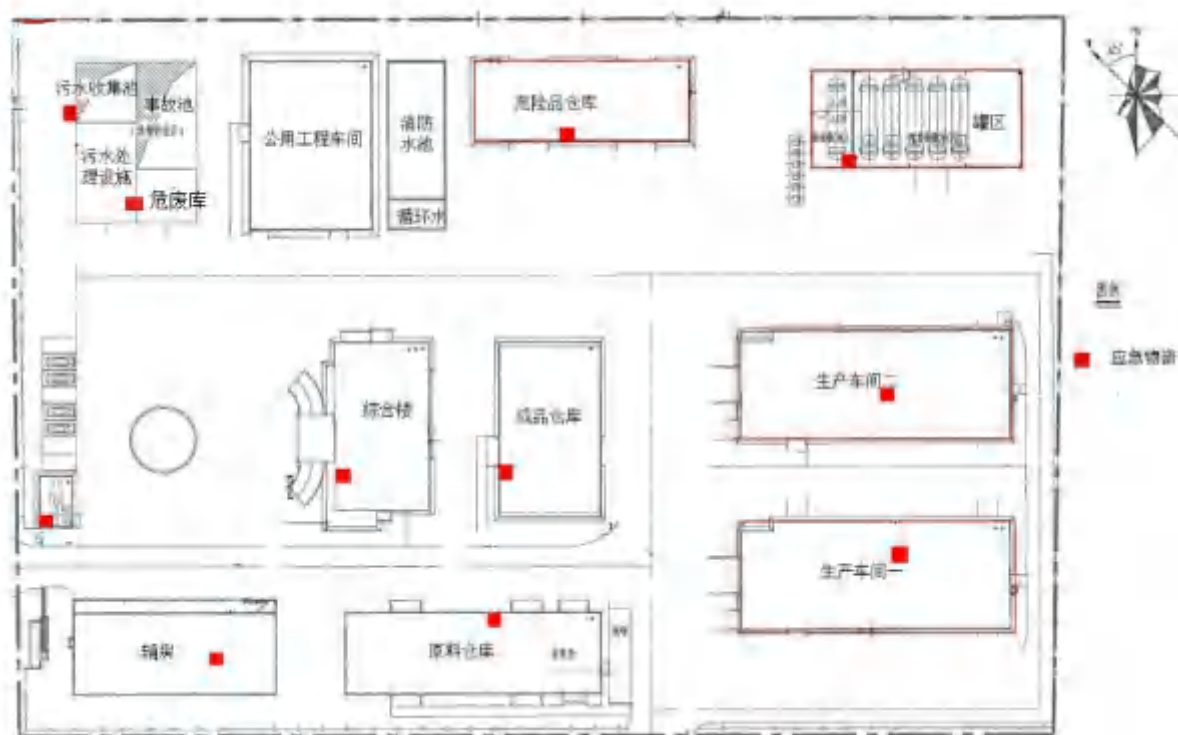 污水收集池
事故池
污水处
理设施
危废库
公用工程车间
消防
水池
循环水
危险品仓库
罐区
综合楼
成品仓库
生产车间二
生产车间一
辅房
原料仓库
图例
应急物资